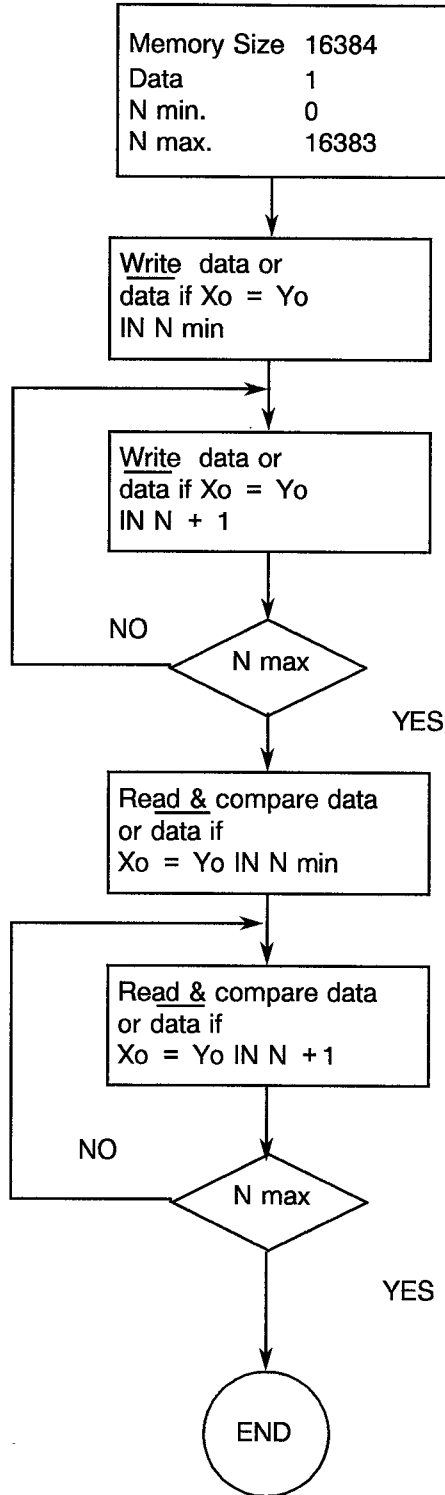 Memory Size 16384
Data 1
N min. 0
N max. 16383
Write data or
data if Xo = Yo
IN N min
Write data or
data if Xo = Yo
IN N + 1
NO
N max
YES
Read & compare data
or data if
Xo = Yo IN N min
Read & compare data
or data if
Xo = Yo IN N + 1
NO
N max
YES
END